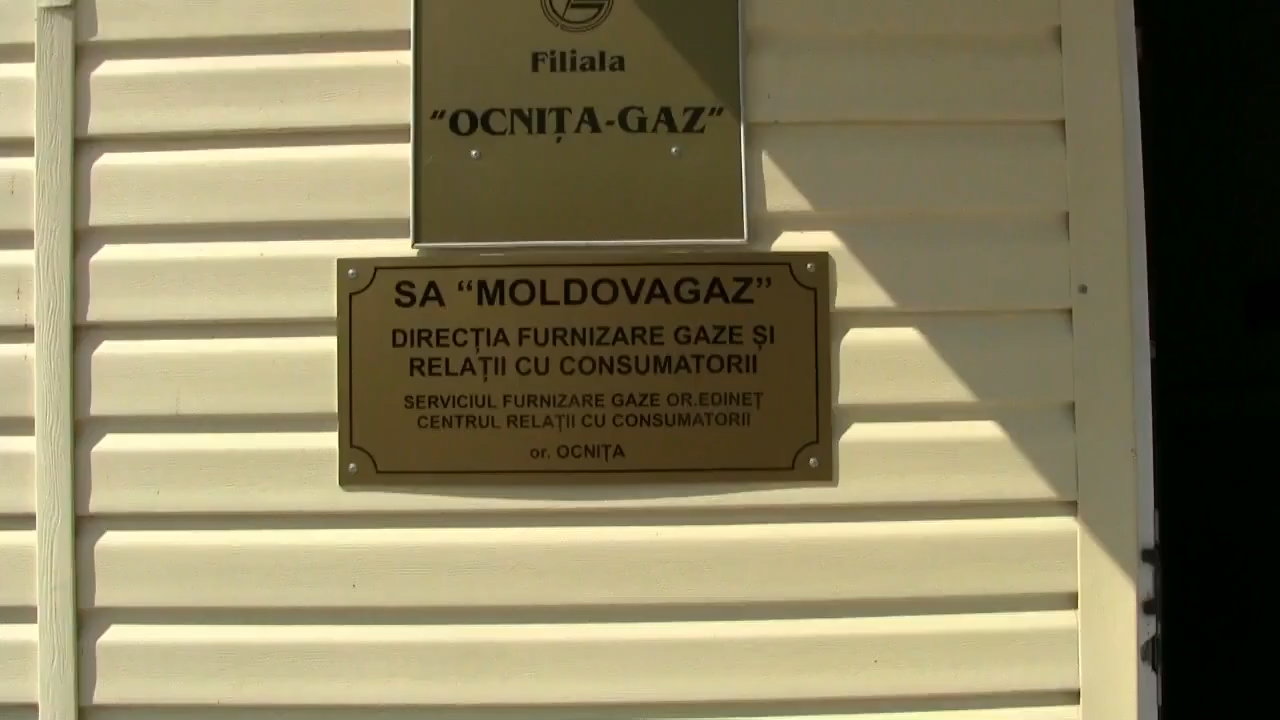 Filiala
"OCNIȚA-GAZ"
SA “MOLDOVAGAZ”
DIRECȚIA FURNIZARE GAZE ȘI
RELAȚII CU CONSUMATORII
SERVICIUL FURNIZARE GAZE OR.EDINEȚ
CENTRUL RELAȚII CU CONSUMATORII
or. OCNIȚA